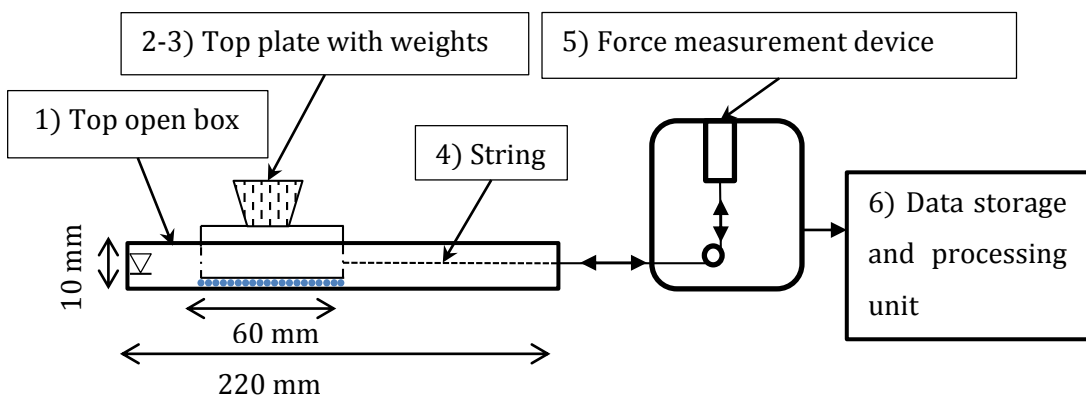 2-3) Top plate with weights
5) Force measurement device
1) Top open box
4) String
6) Data storage
and processing
unit
10 mm
60 mm
220 mm